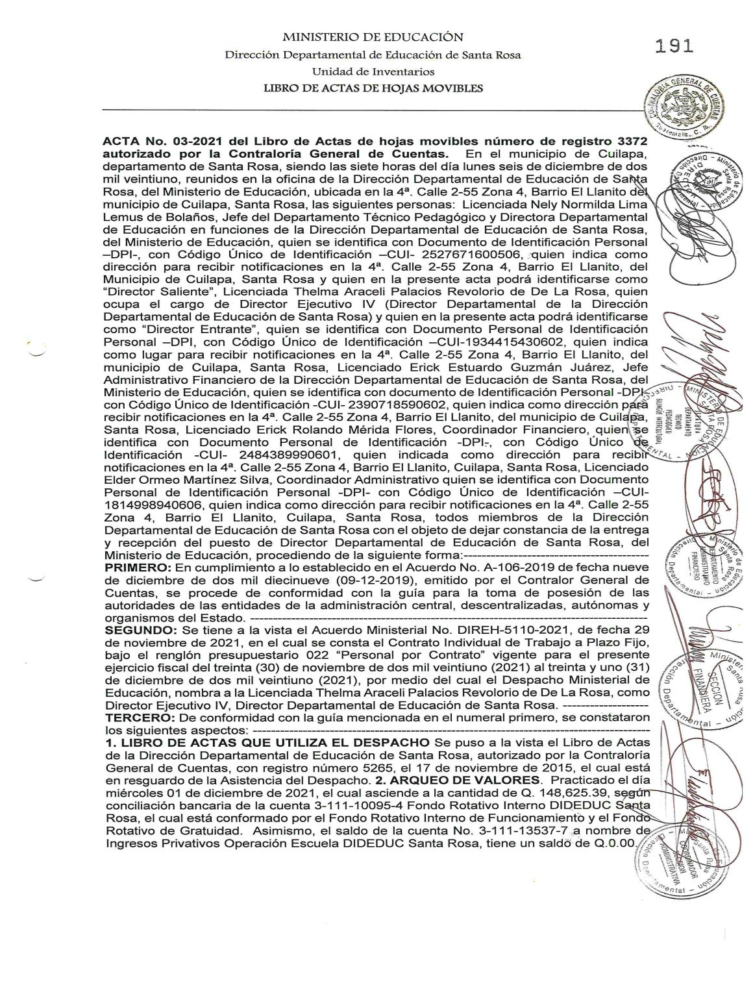 MINISTERIO DE EDUCACIÓN
Dirección Departamental de Educación de Santa Rosa
Unidad de Inventarios
LIBRO DE ACTAS DE HOJAS MOVIBLES
191
CONTRALORÍA GENERAL DE CUENTAS
Guatemala, C. A.
ACTA No. 03-2021 del Libro de Actas de hojas movibles número de registro 3372
autorizado por la Contraloría General de Cuentas. En el municipio de Cuilapa,
departamento de Santa Rosa, siendo las siete horas del día lunes seis de diciembre de dos
mil veintiuno, reunidos en la oficina de la Dirección Departamental de Educación de Santa
Rosa, del Ministerio de Educación, ubicada en la 4ª. Calle 2-55 Zona 4, Barrio El Llanito del
municipio de Cuilapa, Santa Rosa, las siguientes personas: Licenciada Nely Normilda Lima
Lemus de Bolaños, Jefe del Departamento Técnico Pedagógico y Directora Departamental
de Educación en funciones de la Dirección Departamental de Educación de Santa Rosa,
del Ministerio de Educación, quien se identifica con Documento de Identificación Personal
–DPI-, con Código Único de Identificación –CUI- 2527671600506, quien indica como
dirección para recibir notificaciones en la 4ª. Calle 2-55 Zona 4, Barrio El Llanito, del
Municipio de Cuilapa, Santa Rosa y quien en la presente acta podrá identificarse como
“Director Saliente”, Licenciada Thelma Araceli Palacios Revolorio de De La Rosa, quien
ocupa el cargo de Director Ejecutivo IV (Director Departamental de la Dirección
Departamental de Educación de Santa Rosa) y quien en la presente acta podrá identificarse
como “Director Entrante”, quien se identifica con Documento Personal de Identificación
Personal –DPI, con Código Único de Identificación –CUI-1934415430602, quien indica
como lugar para recibir notificaciones en la 4ª. Calle 2-55 Zona 4, Barrio El Llanito, del
municipio de Cuilapa, Santa Rosa, Licenciado Erick Estuardo Guzmán Juárez, Jefe
Administrativo Financiero de la Dirección Departamental de Educación de Santa Rosa, del
Ministerio de Educación, quien se identifica con documento de Identificación Personal -DPI-
con Código Único de Identificación -CUI- 2390718590602, quien indica como dirección para
recibir notificaciones en la 4ª. Calle 2-55 Zona 4, Barrio El Llanito, del municipio de Cuilapa,
Santa Rosa, Licenciado Erick Rolando Mérida Flores, Coordinador Financiero, quien se
identifica con Documento Personal de Identificación -DPI-, con Código Único de
Identificación -CUI- 2484389990601, quien indicada como dirección para recibir
notificaciones en la 4ª. Calle 2-55 Zona 4, Barrio El Llanito, Cuilapa, Santa Rosa, Licenciado
Elder Ormeo Martínez Silva, Coordinador Administrativo quien se identifica con Documento
Personal de Identificación Personal -DPI- con Código Único de Identificación –CUI-
1814998940606, quien indica como dirección para recibir notificaciones en la 4ª. Calle 2-55
Zona 4, Barrio El Llanito, Cuilapa, Santa Rosa, todos miembros de la Dirección
Departamental de Educación de Santa Rosa con el objeto de dejar constancia de la entrega
y recepción del puesto de Director Departamental de Educación de Santa Rosa, del
Ministerio de Educación, procediendo de la siguiente forma:----------------------------------------
PRIMERO: En cumplimiento a lo establecido en el Acuerdo No. A-106-2019 de fecha nueve
de diciembre de dos mil discinueve (09-12-2019), emitido por el Contralor General de
Cuentas, se procede de conformidad con la guía para la toma de posesión de las
autoridades de las entidades de la administración central, descentralizadas, autónomas y
organismos del Estado. ----------------------------------------------------------------------------------------
SEGUNDO: Se tiene a la vista el Acuerdo Ministerial No. DIREH-5110-2021, de fecha 29
de noviembre de 2021, en el cual se consta el Contrato Individual de Trabajo a Plazo Fijo,
bajo el renglón presupuestario 022 “Personal por Contrato” vigente para el presente
ejercicio fiscal del treinta (30) de noviembre de dos mil veintiuno (2021) al treinta y uno (31)
de diciembre de dos mil veintiuno (2021), por medio del cual el Despacho Ministerial de
Educación, nombra a la Licenciada Thelma Araceli Palacios Revolorio de De La Rosa, como
Director Ejecutivo IV, Director Departamental de Educación de Santa Rosa. -------------------
TERCERO: De conformidad con la guía mencionada en el numeral primero, se constataron
los siguientes aspectos: ----------------------------------------------------------------------------------------
1. LIBRO DE ACTAS QUE UTILIZA EL DESPACHO Se puso a la vista el Libro de Actas
de la Dirección Departamental de Educación de Santa Rosa, autorizado por la Contraloría
General de Cuentas, con registro número 5265, el 17 de noviembre de 2015, el cual está
en resguardo de la Asistencia del Despacho. 2. ARQUEO DE VALORES. Practicado el día
miércoles 01 de diciembre de 2021, el cual asciende a la cantidad de Q. 148,625.39, según
conciliación bancaria de la cuenta 3-111-10095-4 Fondo Rotativo Interno DIDEDUC Santa
Rosa, el cual está conformado por el Fondo Rotativo Interno de Funcionamiento y el Fondo
Rotativo de Gratuidad. Asimismo, el saldo de la cuenta No. 3-111-13537-7 a nombre de
Ingresos Privativos Operación Escuela DIDEDUC Santa Rosa, tiene un saldo de Q.0.00.